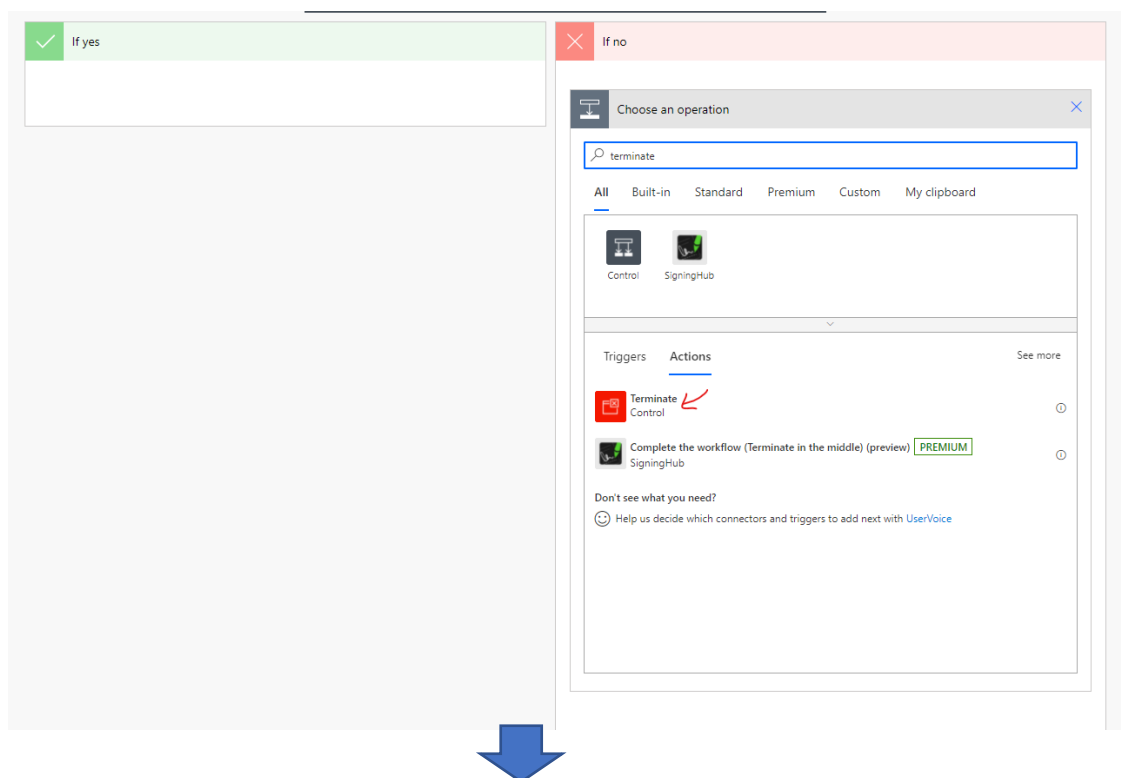 If yes
If no
Choose an operation
terminate
All Built-in Standard Premium Custom My clipboard
Control SigningHub
Triggers Actions See more
Terminate
Control
Complete the workflow (Terminate in the middle) (preview) PREMIUM
SigningHub
Don't see what you need?
Help us decide which connectors and triggers to add next with UserVoice